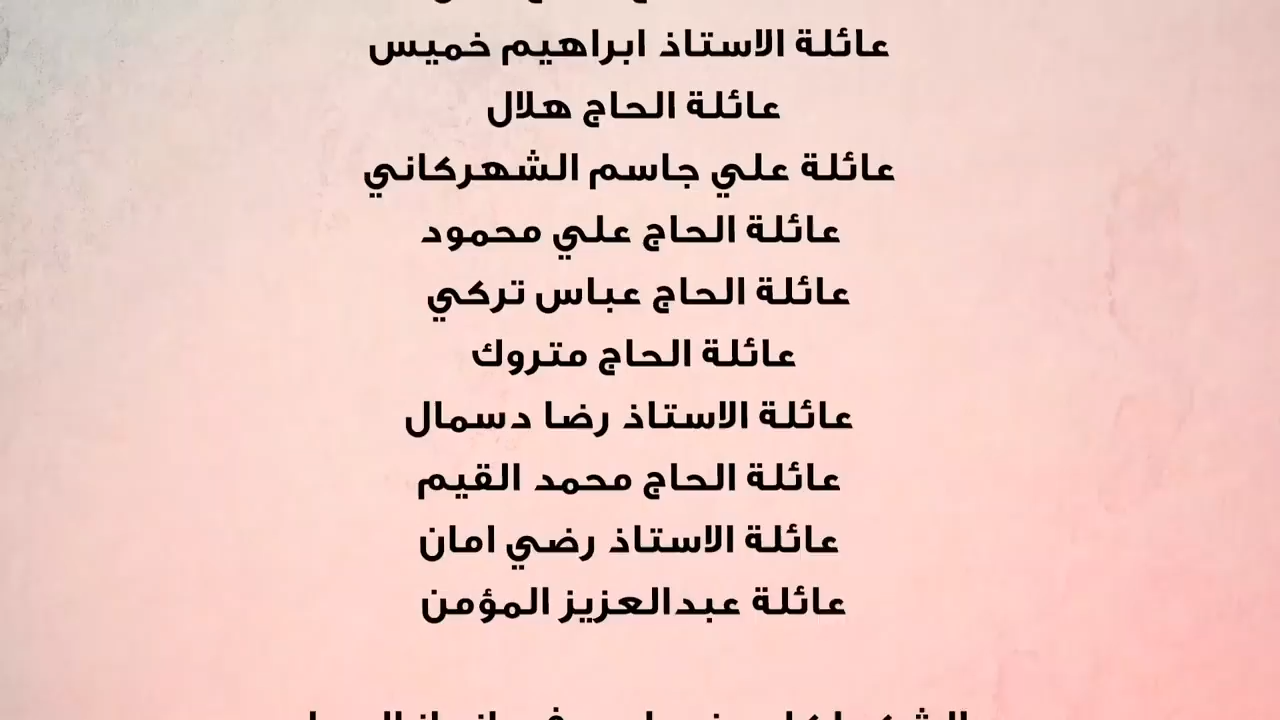 عائلة الاستاذ ابراهيم خميس
عائلة الحاج هلال
عائلة علي جاسم الشهركاني
عائلة الحاج علي محمود
عائلة الحاج عباس تركي
عائلة الحاج متروك
عائلة الاستاذ رضا دسمال
عائلة الحاج محمد القيم
عائلة الاستاذ رضي امان
عائلة عبدالعزيز المؤمن